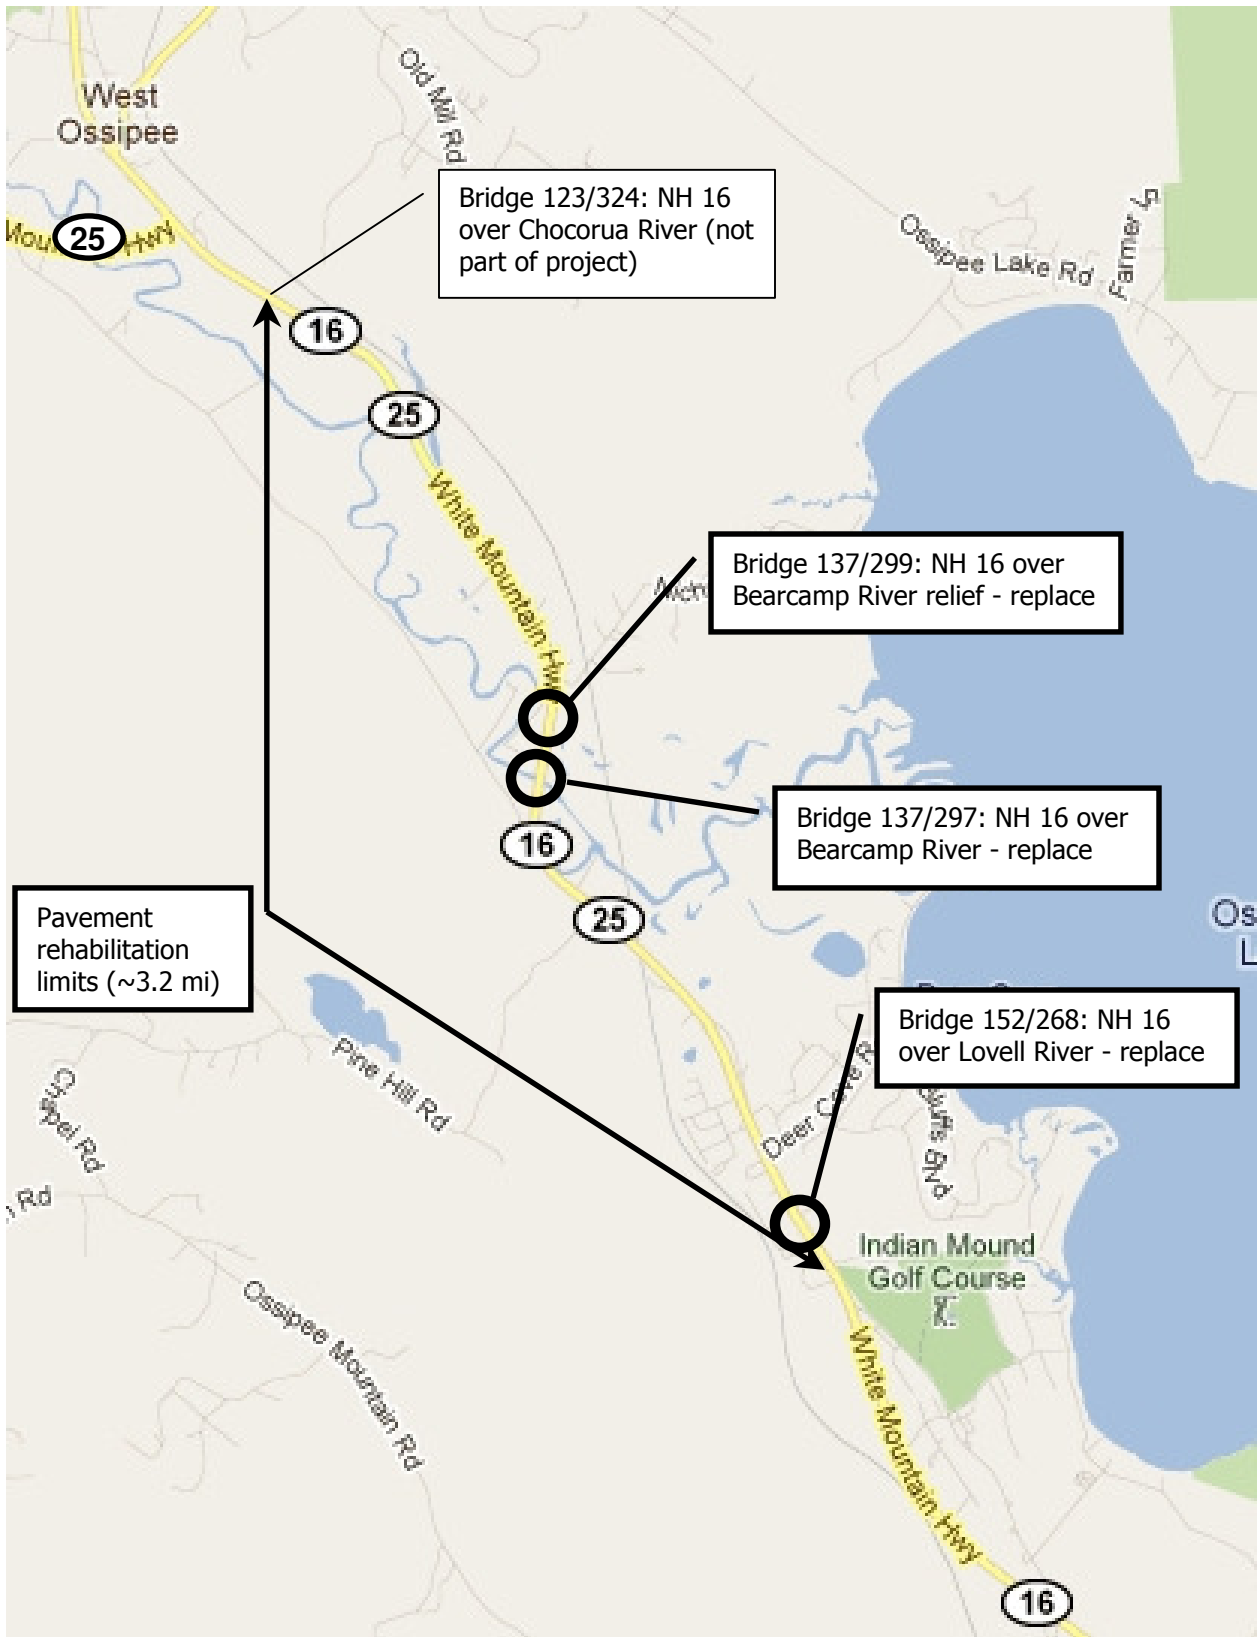 West
Ossipee
Old Mill Rd
Bridge 123/324: NH 16
over Chocorua River (not
part of project)
25
Hwy
Ossipee Lake Rd
Farmer
16
25
White Mountain Hwy
Bridge 137/299: NH 16 over
Bearcamp River relief - replace
Bridge 137/297: NH 16 over
Bearcamp River - replace
16
25
Pavement
rehabilitation
limits (~3.2 mi)
Bridge 152/268: NH 16
over Lovell River - replace
Pine Hill Rd
Chapel Rd
Rd
Deer Cove
Blvd
Indian Mound
Golf Course
Ossipee Mountain Rd
White Mountain Hwy
16